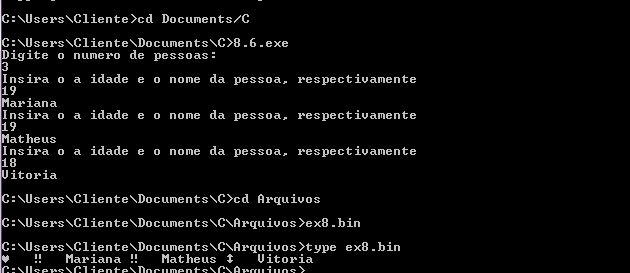 C:\Users\Cliente>cd Documents/C
C:\Users\Cliente\Documents\C>8.6.exe
Digite o numero de pessoas:
3
Insira o a idade e o nome da pessoa, respectivamente
19
Mariana
Insira o a idade e o nome da pessoa, respectivamente
19
Matheus
Insira o a idade e o nome da pessoa, respectivamente
18
Vitoria
C:\Users\Cliente\Documents\C>cd Arquivos
C:\Users\Cliente\Documents\C\Arquivos>ex8.bin
C:\Users\Cliente\Documents\C\Arquivos>type ex8.bin
♥   ‼   Mariana ‼   Matheus ↕   Vitoria
C:\Users\Cliente\Documents\C\Arquivos>